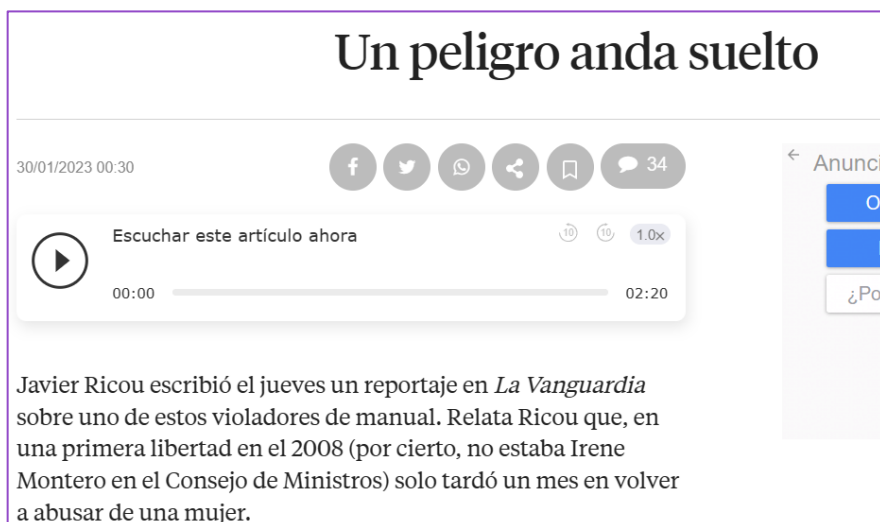 Un peligro anda suelto
30/01/2023 00:30
34
Escuchar este artículo ahora
10 10 1.0x
00:00 02:20
Javier Ricou escribió el jueves un reportaje en La Vanguardia
sobre uno de estos violadores de manual. Relata Ricou que, en
una primera libertad en el 2008 (por cierto, no estaba Irene
Montero en el Consejo de Ministros) solo tardó un mes en volver
a abusar de una mujer.